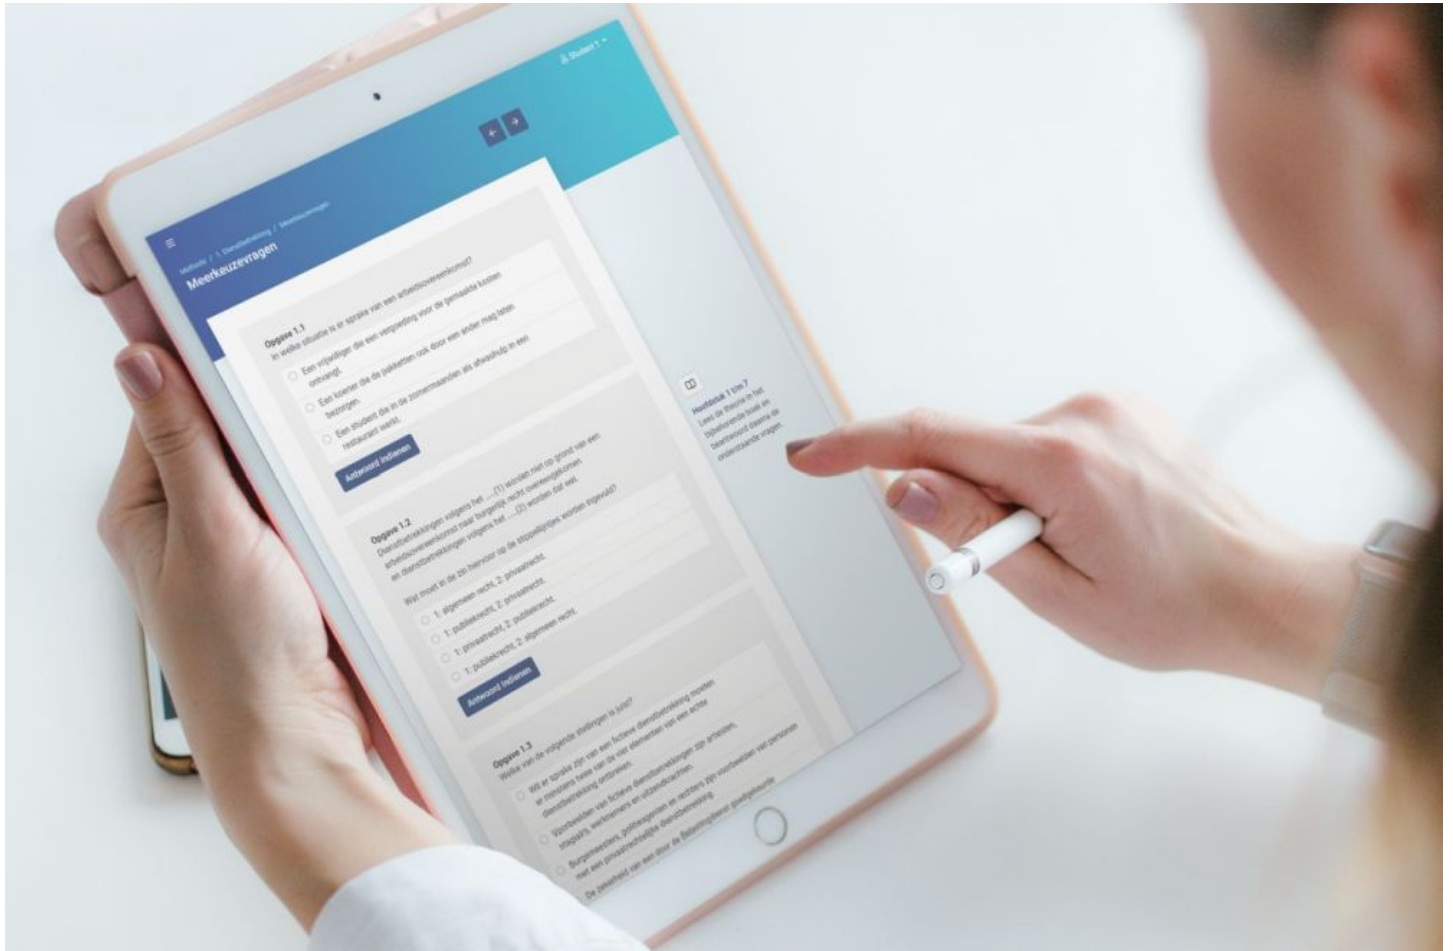 Student 1
Methode / 1. Dienstbetrekking / Meerkeuzevragen
Meerkeuzevragen
Opgave 1.1
In welke situatie is er sprake van een arbeidsovereenkomst?
Een vrijwilliger die een vergoeding voor de gemaakte kosten
ontvangt.
Een koerier die de pakketten ook door een ander mag laten
bezorgen.
Een student die in de zomermaanden als afwashulp in een
restaurant werkt.
Antwoord indienen
Opgave 1.2
Dienstbetrekkingen volgens het ....(1) worden niet op grond van een
arbeidsovereenkomst naar burgerlijk recht overeengekomen
en dienstbetrekkingen volgens het ....(2) worden dat wel.
Wat moet in de zin hiervoor op de stippellijntjes worden ingevuld?
1: algemeen recht, 2: privaatrecht.
1: publiekrecht, 2: privaatrecht.
1: privaatrecht, 2: publiekrecht.
1: publiekrecht, 2: algemeen recht.
Antwoord indienen
Opgave 1.3
Welke van de volgende stellingen is juist?
Wil er sprake zijn van een fictieve dienstbetrekking moeten
er minstens twee van de vier elementen van een echte
dienstbetrekking ontbreken.
Voorbeelden van fictieve dienstbetrekkingen zijn artiesten,
stagiairs, werknemers en uitzendkrachten.
Burgemeesters, politieagenten en rechters zijn voorbeelden van personen
met een privaatrechtelijke dienstbetrekking.
De zekerheid van een door de Belastingdienst goedgekeurde
Hoofdstuk 1 t/m 7
Lees de theorie in het
bijbehorende boek en
beantwoord daarna de
onderstaande vragen.